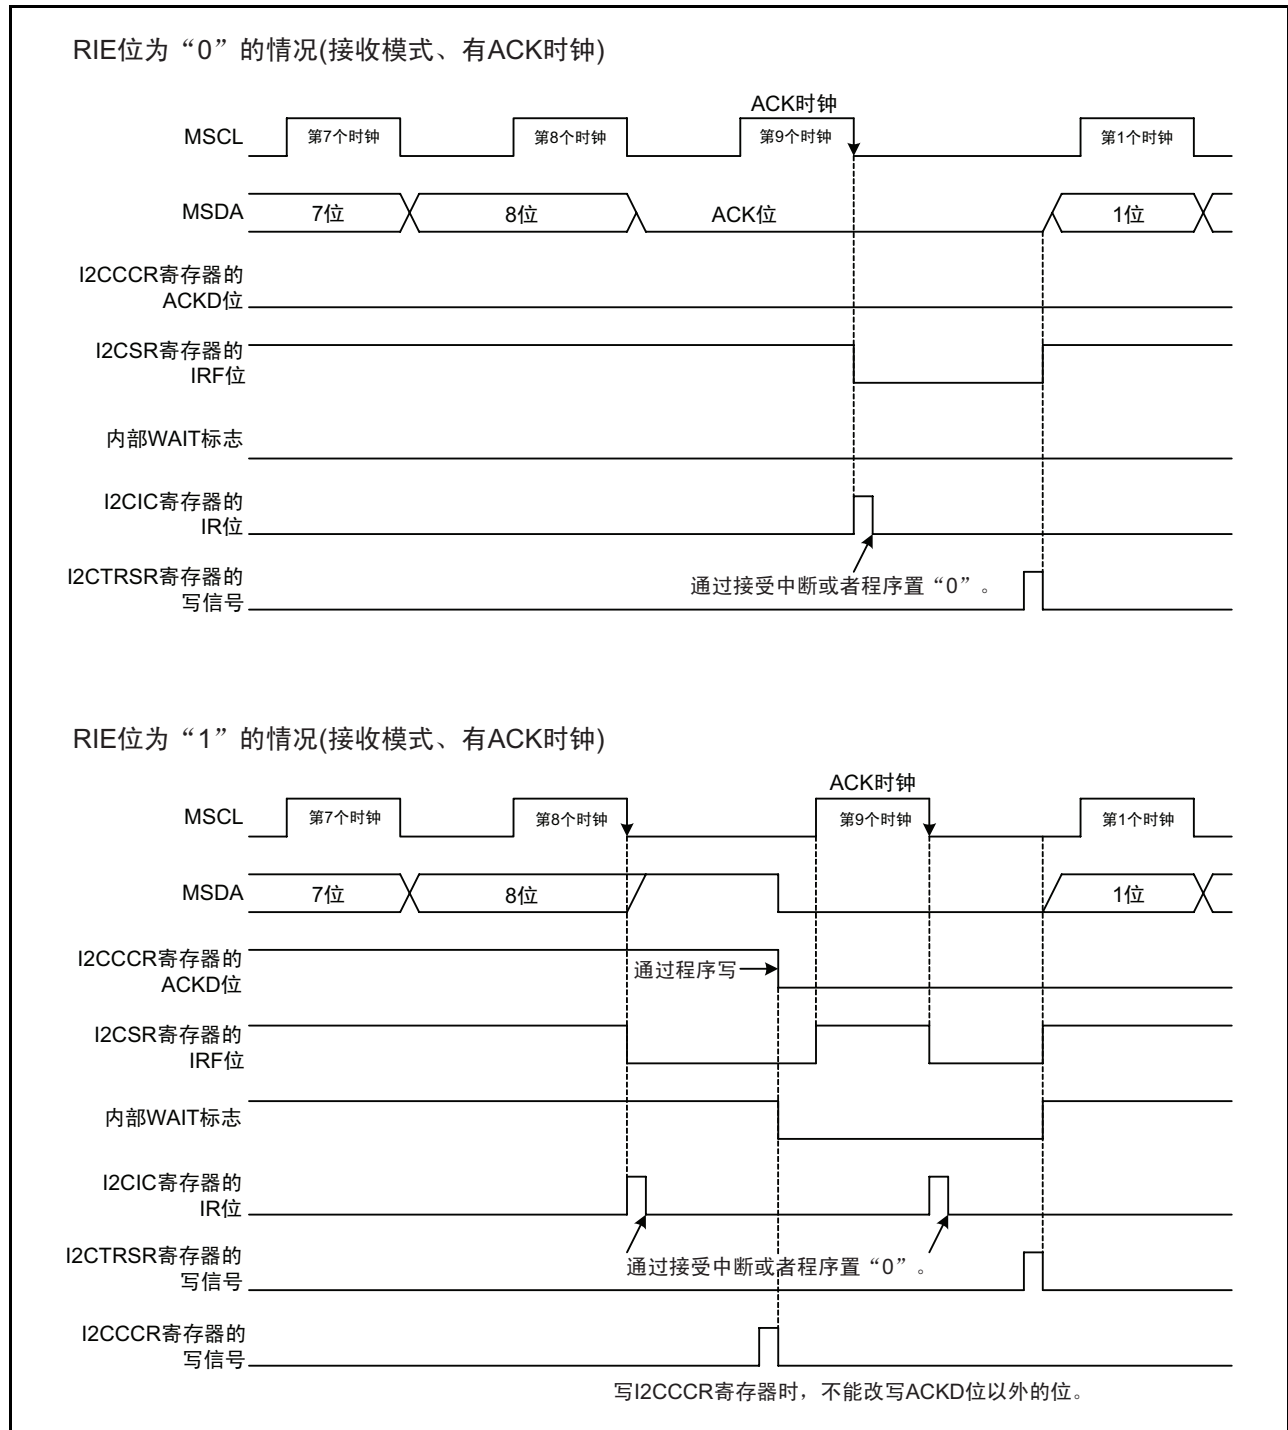 RIE位为“0”的情况(接收模式、有ACK时钟)
ACK时钟
MSCL 第7个时钟 第8个时钟 第9个时钟 第1个时钟
MSDA 7位 8位 ACK位 1位
I2CCCR寄存器的
ACKD位
I2CSR寄存器的
IRF位
内部WAIT标志
I2CIC寄存器的
IR位
I2CTRSR寄存器的
写信号
通过接受中断或者程序置“0”。
RIE位为“1”的情况(接收模式、有ACK时钟)
ACK时钟
MSCL 第7个时钟 第8个时钟 第9个时钟 第1个时钟
MSDA 7位 8位 1位
I2CCCR寄存器的
ACKD位
通过程序写
I2CSR寄存器的
IRF位
内部WAIT标志
I2CIC寄存器的
IR位
I2CTRSR寄存器的
写信号
通过接受中断或者程序置“0”。
I2CCCR寄存器的
写信号
写I2CCCR寄存器时，不能改写ACKD位以外的位。